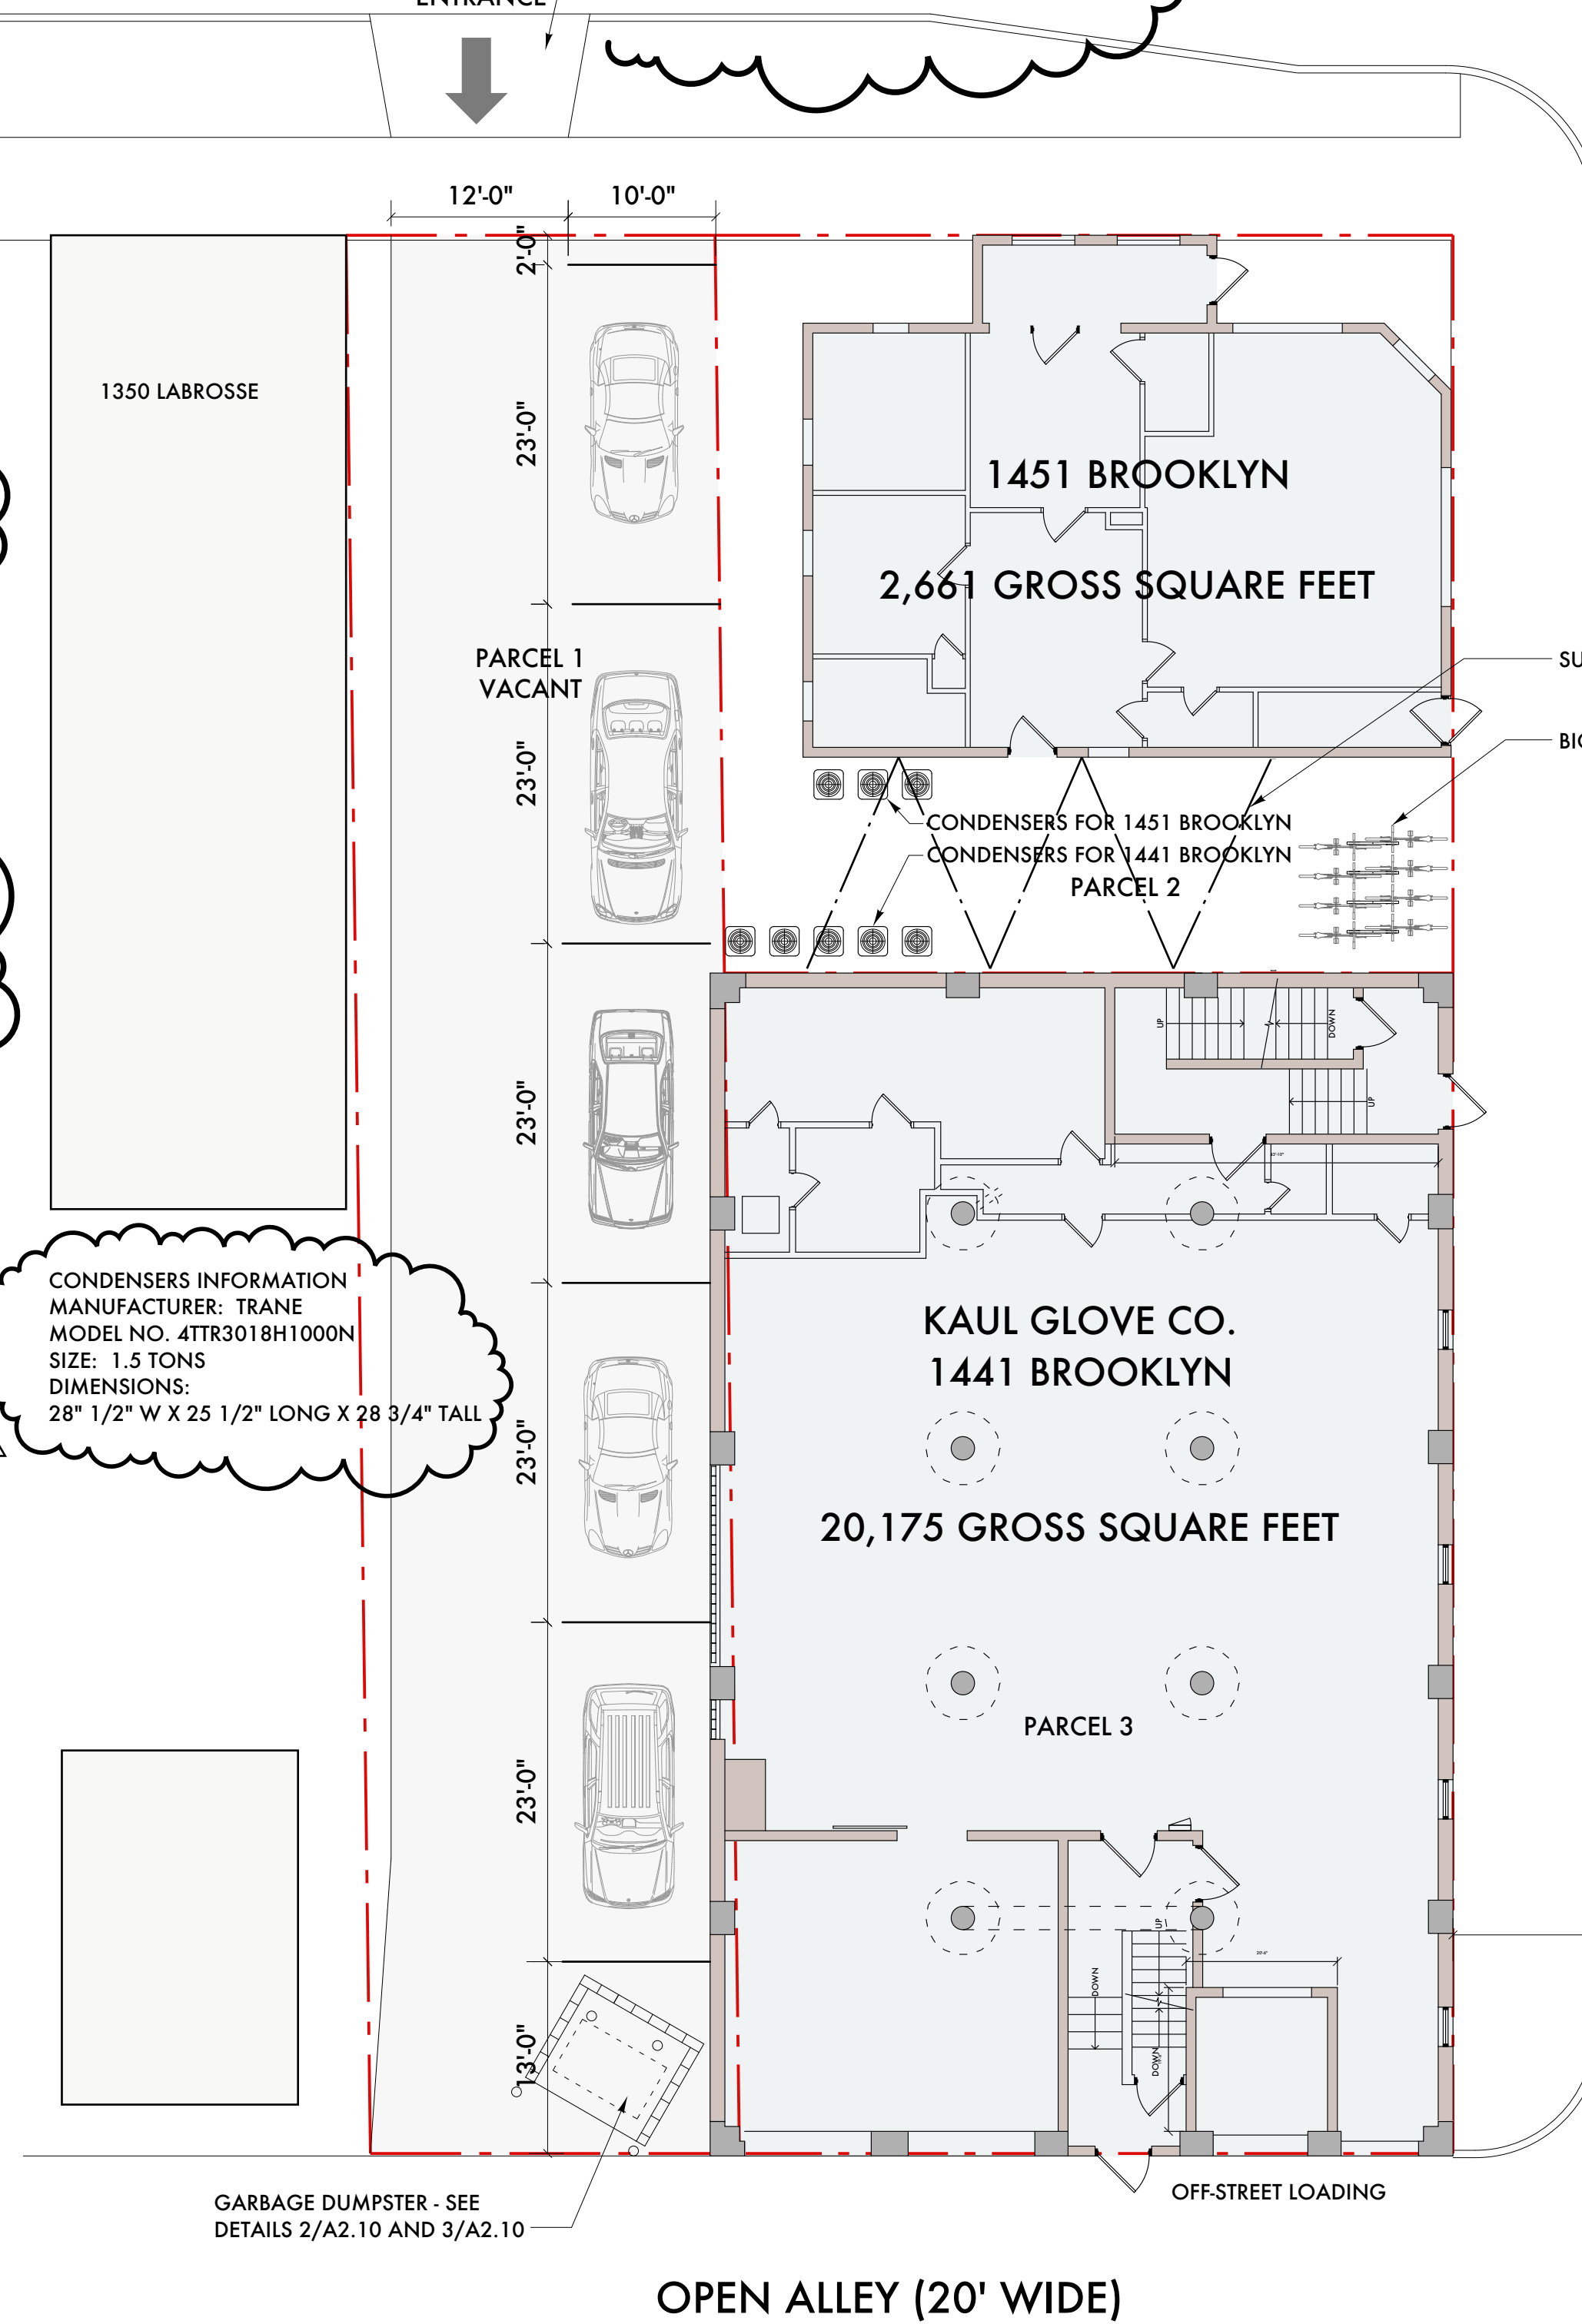 ENTRANCE
12'-0"
10'-0"
2'-0"
1350 LABROSSE
23'-0"
1451 BROOKLYN
2,661 GROSS SQUARE FEET
PARCEL 1
VACANT
SU
23'-0"
BIC
CONDENSERS FOR 1451 BROOKLYN
CONDENSERS FOR 1441 BROOKLYN
PARCEL 2
UP
DOWN
23'-0"
UP
CONDENSERS INFORMATION
MANUFACTURER: TRANE
MODEL NO. 4TTR3018H1000N
SIZE: 1.5 TONS
DIMENSIONS:
28" 1/2" W X 25 1/2" LONG X 28 3/4" TALL
KAUL GLOVE CO.
1441 BROOKLYN
23'-0"
20,175 GROSS SQUARE FEET
PARCEL 3
23'-0"
UP
DOWN
DOWN
13'-0"
OFF-STREET LOADING
GARBAGE DUMPSTER - SEE
DETAILS 2/A2.10 AND 3/A2.10
OPEN ALLEY (20' WIDE)